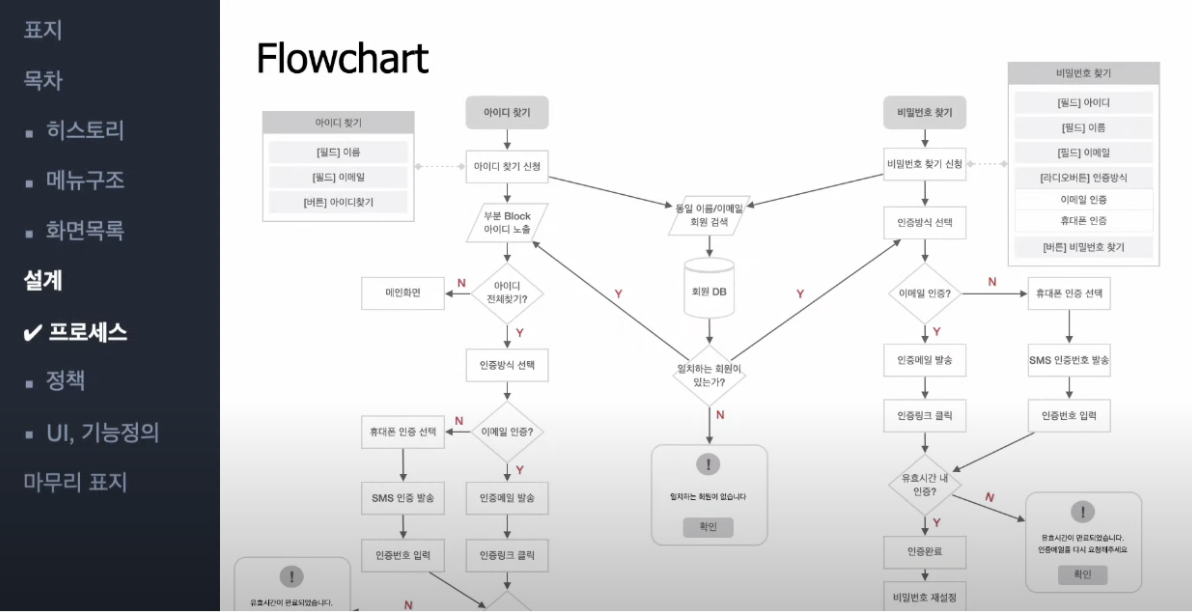 표지
목차
▪ 히스토리
▪ 메뉴구조
▪ 화면목록
설계
✔ 프로세스
▪ 정책
▪ UI, 기능정의
마무리 표지
Flowchart
아이디 찾기
[필드] 이름
[필드] 이메일
[버튼] 아이디찾기
아이디 찾기
아이디 찾기 신청
부분 Block
아이디 노출
아이디
전체찾기?
N
메인화면
Y
인증방식 선택
이메일 인증?
N
휴대폰 인증 선택
Y
SMS 인증 발송
인증메일 발송
인증번호 입력
인증링크 클릭
N
!
유효시간이 만료되었습니다.
동일 이름/이메일
회원 검색
회원 DB
일치하는 회원이
있는가?
Y
Y
N
!
일치하는 회원이 없습니다
확인
비밀번호 찾기
비밀번호 찾기 신청
인증방식 선택
이메일 인증?
N
휴대폰 인증 선택
Y
인증메일 발송
SMS 인증번호 발송
인증링크 클릭
인증번호 입력
유효시간 내
인증?
N
Y
인증완료
비밀번호 재설정
!
유효시간이 만료되었습니다.
인증메일을 다시 요청해주세요
확인
비밀번호 찾기
[필드] 아이디
[필드] 이름
[필드] 이메일
[라디오버튼] 인증방식
이메일 인증
휴대폰 인증
[버튼] 비밀번호 찾기